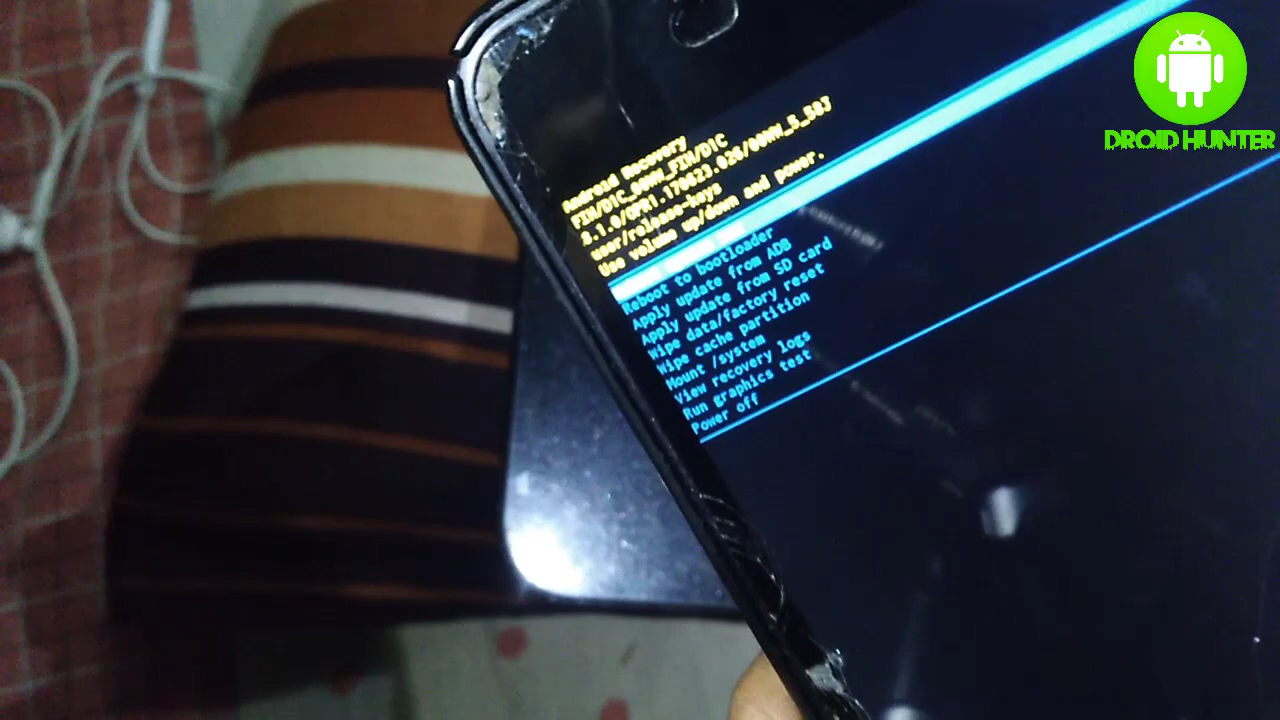 Android Recovery
FIH/D1C_00WW_FIH/D1C
8.1.0/OPR1.170623.026/00WW_5_50J
user/release-keys
Use volume up/down and power.
Reboot to bootloader
Apply update from ADB
Apply update from SD card
Wipe data/factory reset
Wipe cache partition
Mount /system
View recovery logs
Run graphics test
Power off
DROID HUNTER